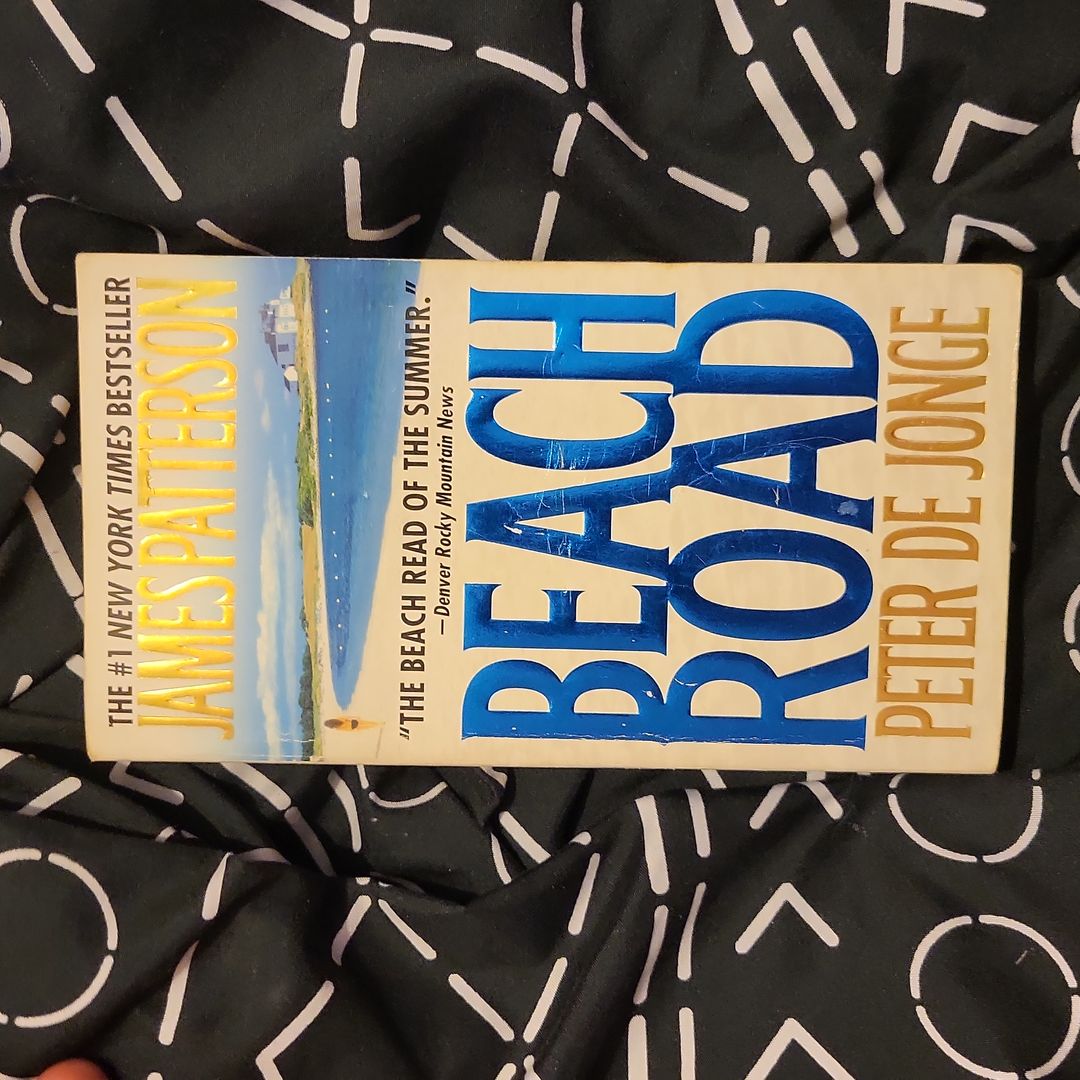 THE #1 NEW YORK TIMES BESTSELLER
JAMES PATTERSON
"THE BEACH READ OF THE SUMMER."
—Denver Rocky Mountain News
BEACH
ROAD
PETER DE JONGE